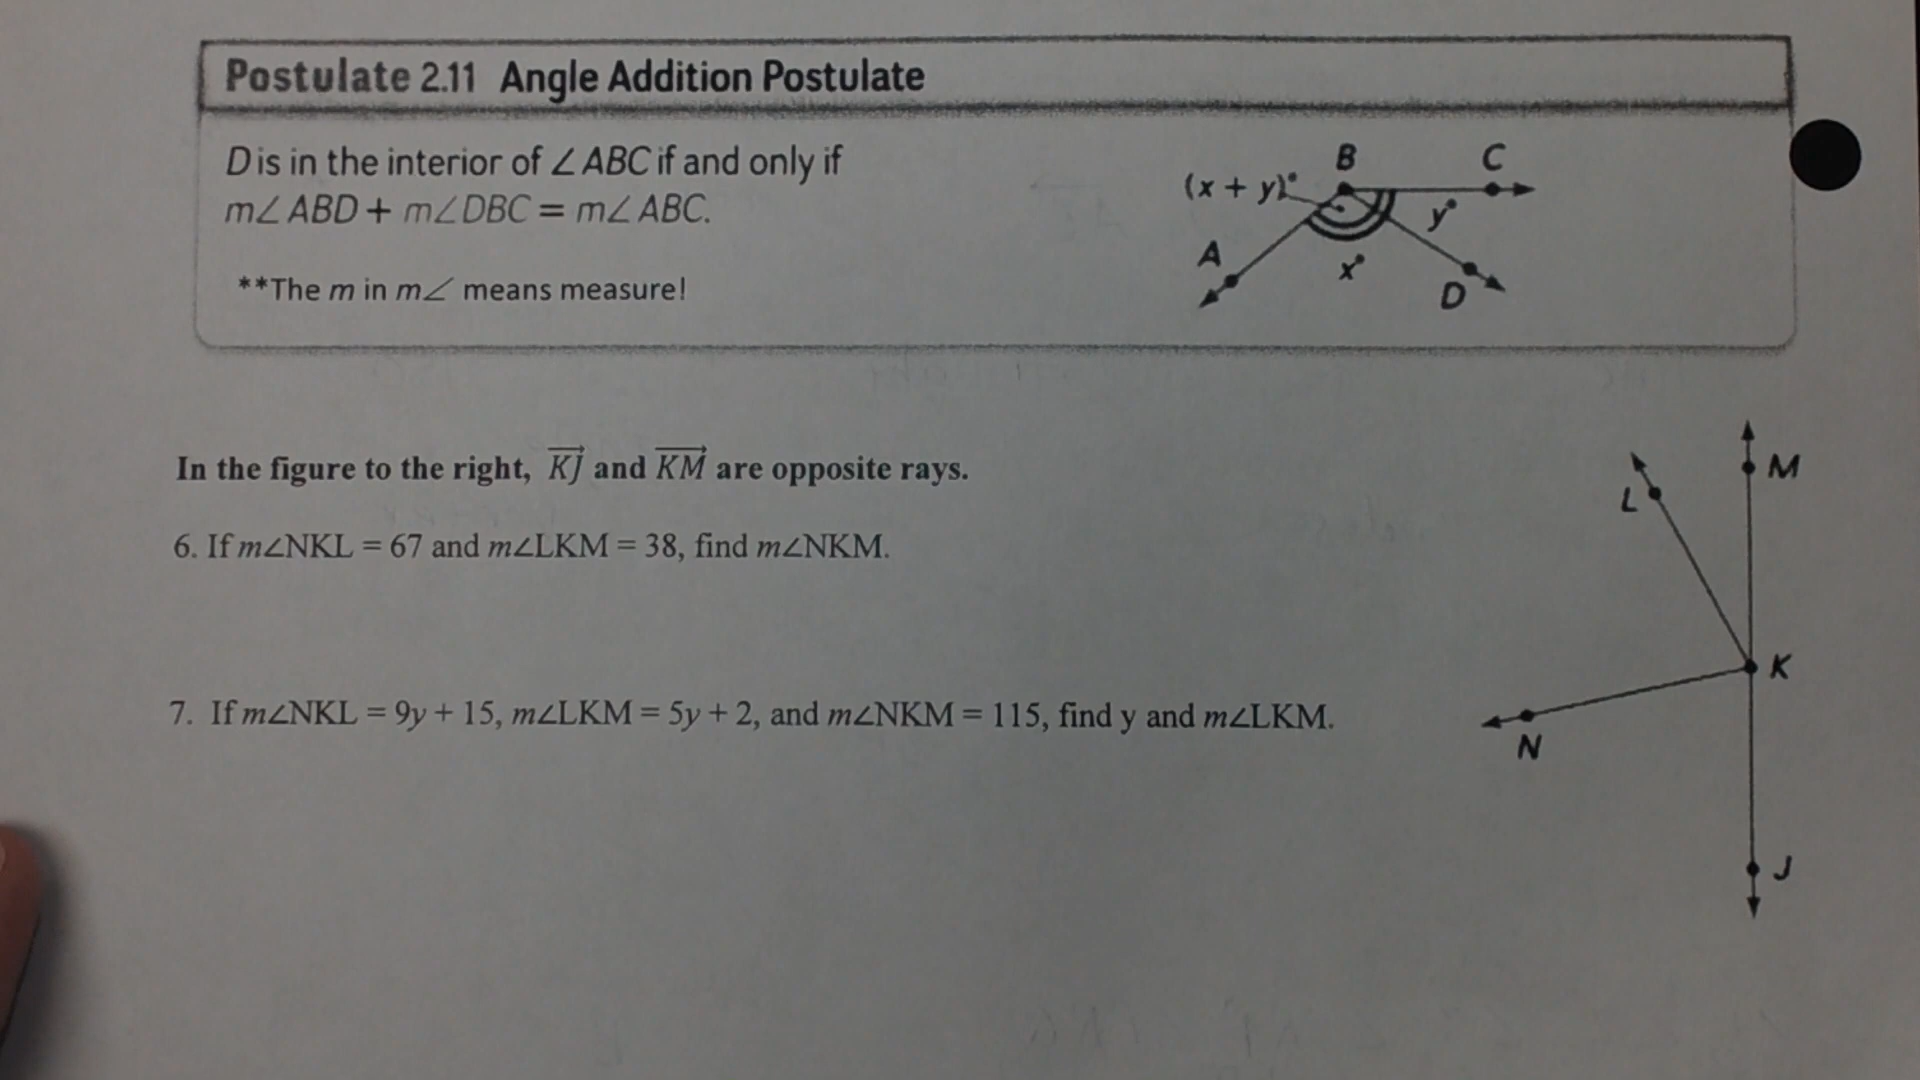 Postulate 2.11 Angle Addition Postulate
D is in the interior of ∠ABC if and only if
m∠ABD + m∠DBC = m∠ABC.
**The m in m∠ means measure!
B
C
(x + y)°
y°
A
x°
D
In the figure to the right, K͞J⃗ and K͞M⃗ are opposite rays.
6. If m∠NKL = 67 and m∠LKM = 38, find m∠NKM.
7. If m∠NKL = 9y + 15, m∠LKM = 5y + 2, and m∠NKM = 115, find y and m∠LKM.
M
L
K
N
J